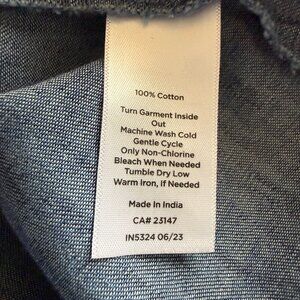 100% Cotton
Turn Garment Inside
Out
Machine Wash Cold
Gentle Cycle
Only Non-Chlorine
Bleach When Needed
Tumble Dry Low
Warm Iron, if Needed
Made In India
CA# 23147
IN5324 06/23